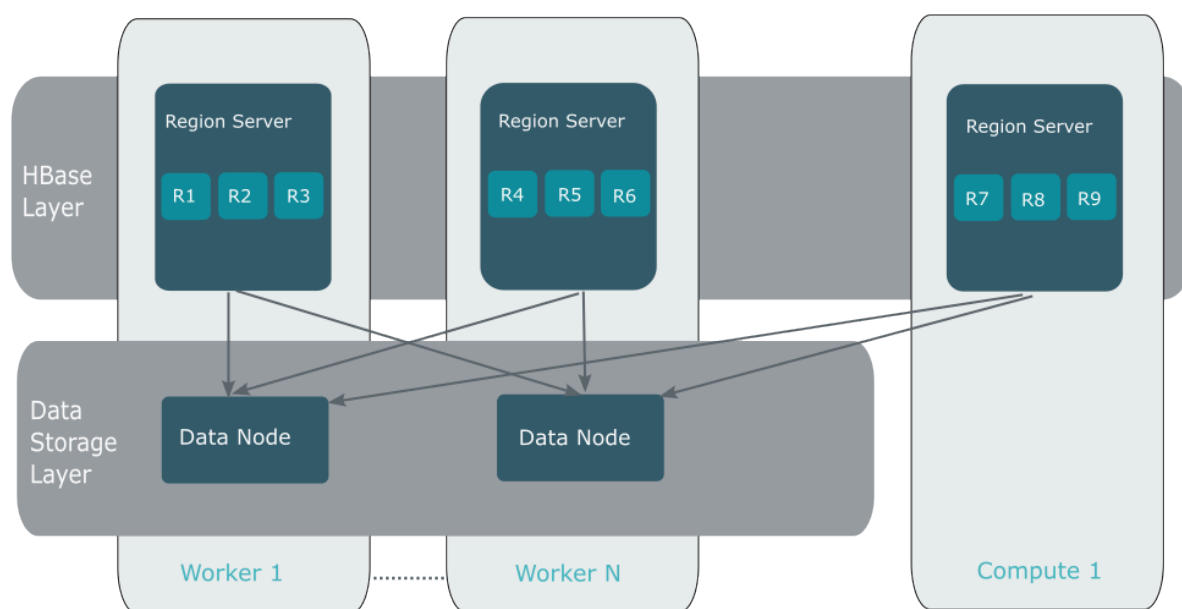 HBase
Layer
Region Server
R1 R2 R3
Region Server
R4 R5 R6
Region Server
R7 R8 R9
Data
Storage
Layer
Data Node
Data Node
Worker 1
Worker N
Compute 1